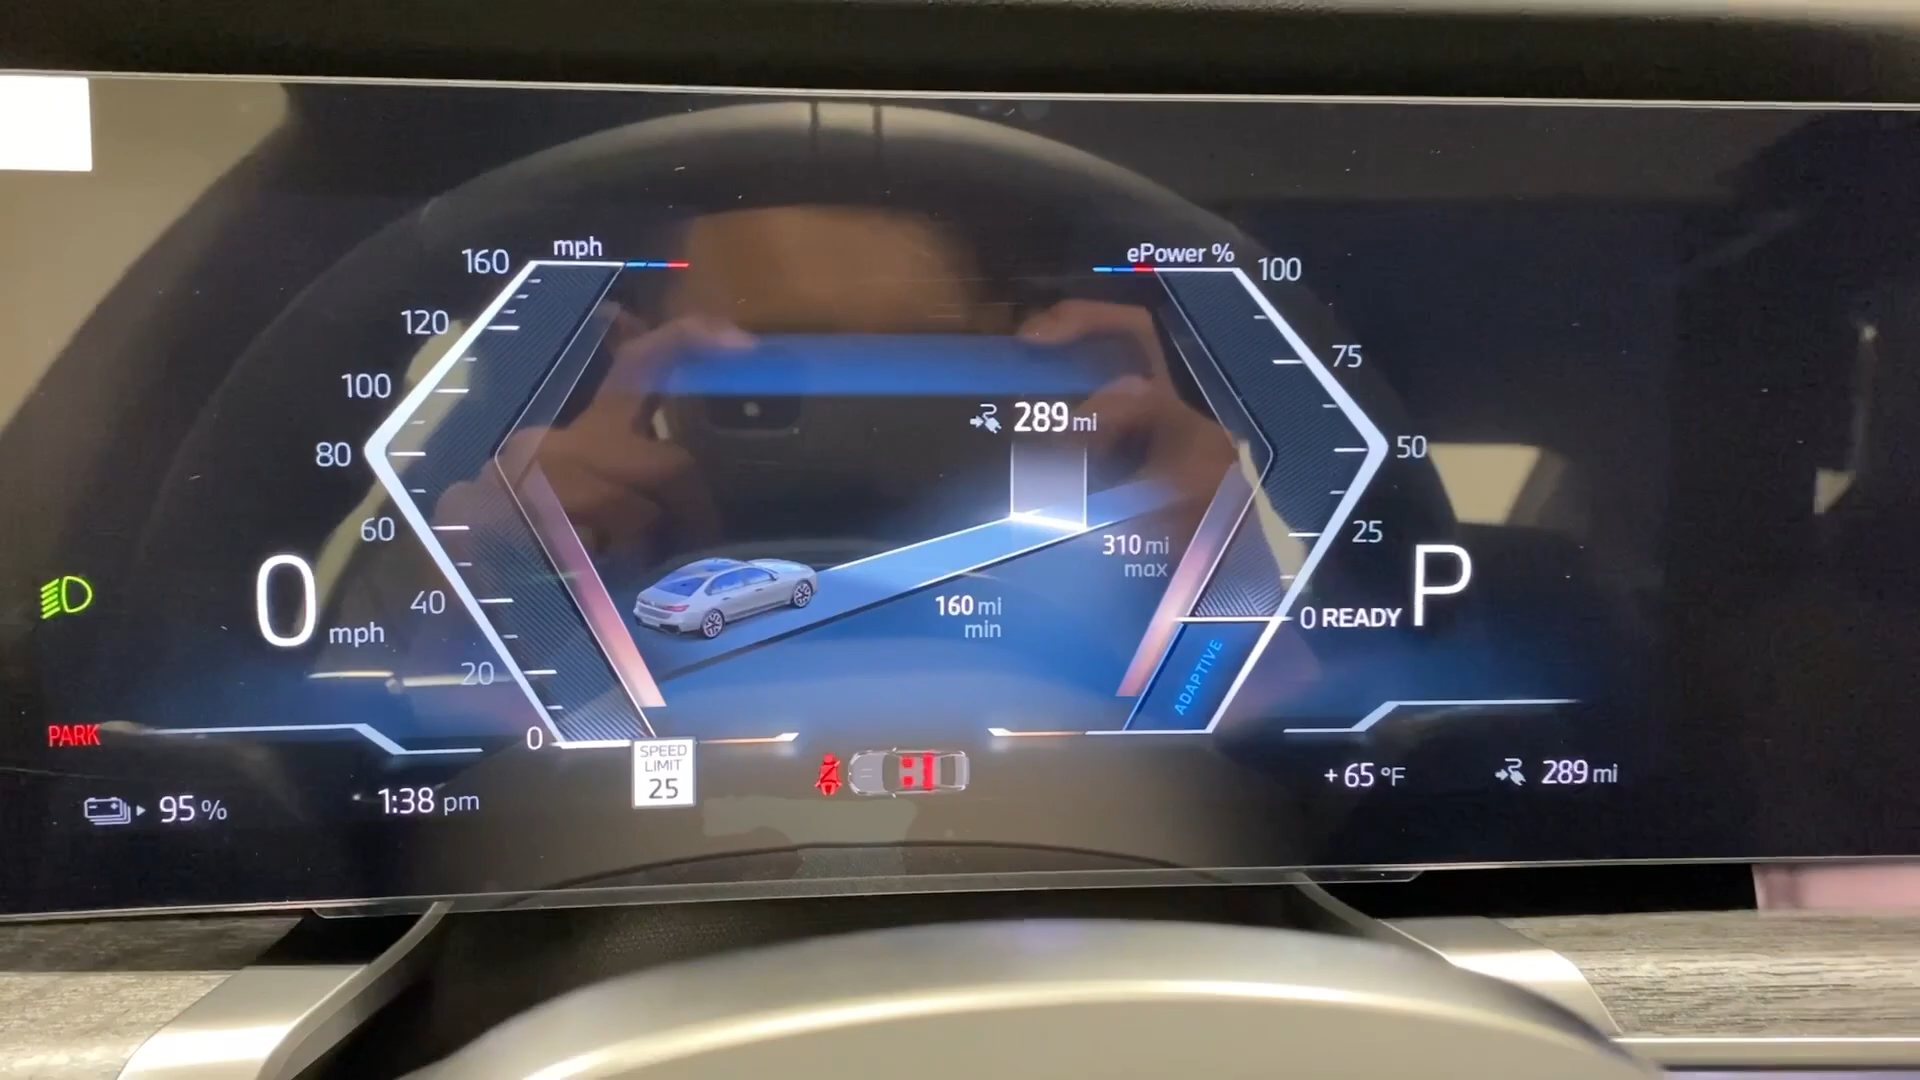 mph
160
120
100
80
60
40
20
0
0 mph
ePower %
100
75
50
25
0 READY
P
ADAPTIVE
289 mi
310 mi
max
160 mi
min
PARK
95 %
1:38 pm
SPEED
LIMIT
25
+65 °F
289 mi